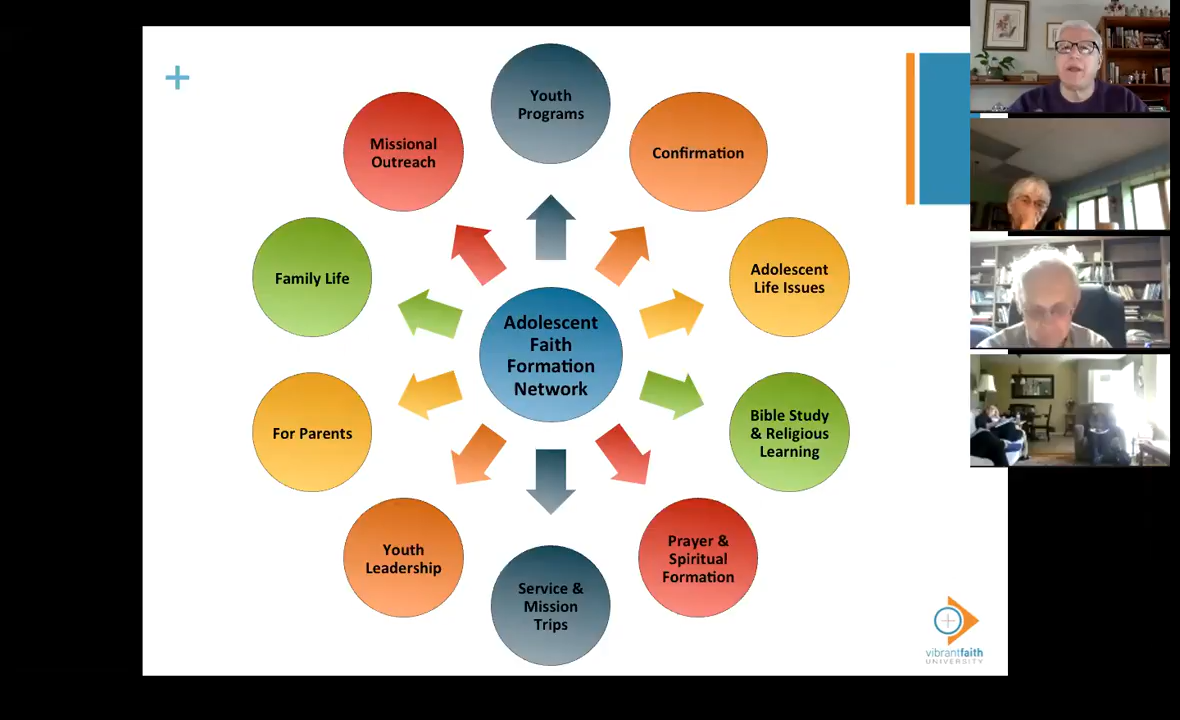 +
Youth
Programs
Confirmation
Adolescent
Life Issues
Bible Study
& Religious
Learning
Prayer &
Spiritual
Formation
Service &
Mission
Trips
Youth
Leadership
For Parents
Family Life
Missional
Outreach
Adolescent
Faith
Formation
Network
vibrantfaith
UNIVERSITY